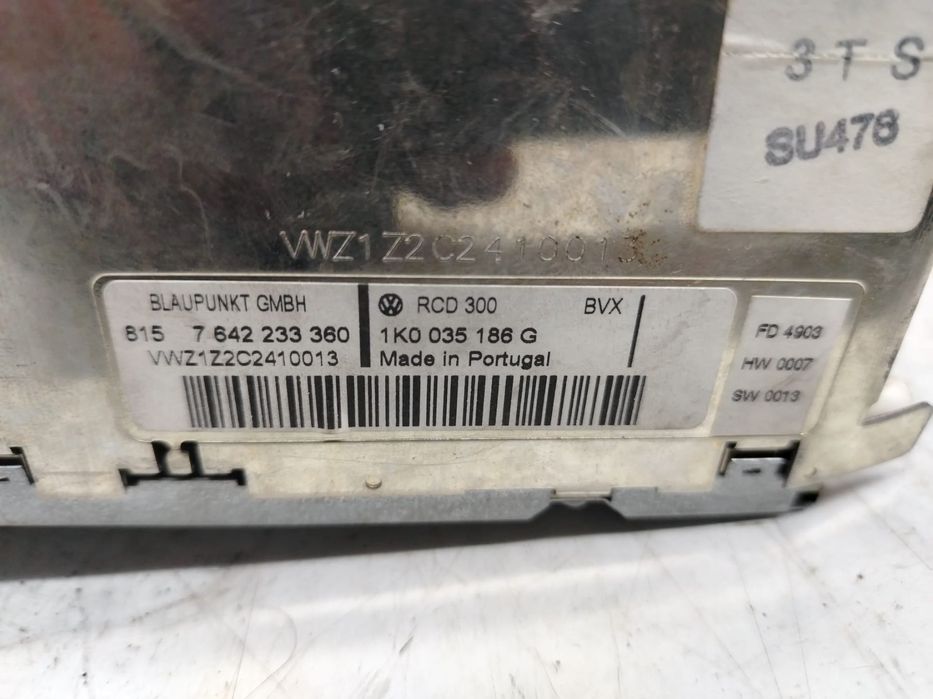 3 T S
SU478
VWZ1Z2C2410013
BLAUPUNKT GMBH
815 7 642 233 360
VWZ1Z2C2410013
RCD 300 BVX
1K0 035 186 G
Made in Portugal
FD 4903
HW 0007
SW 0013